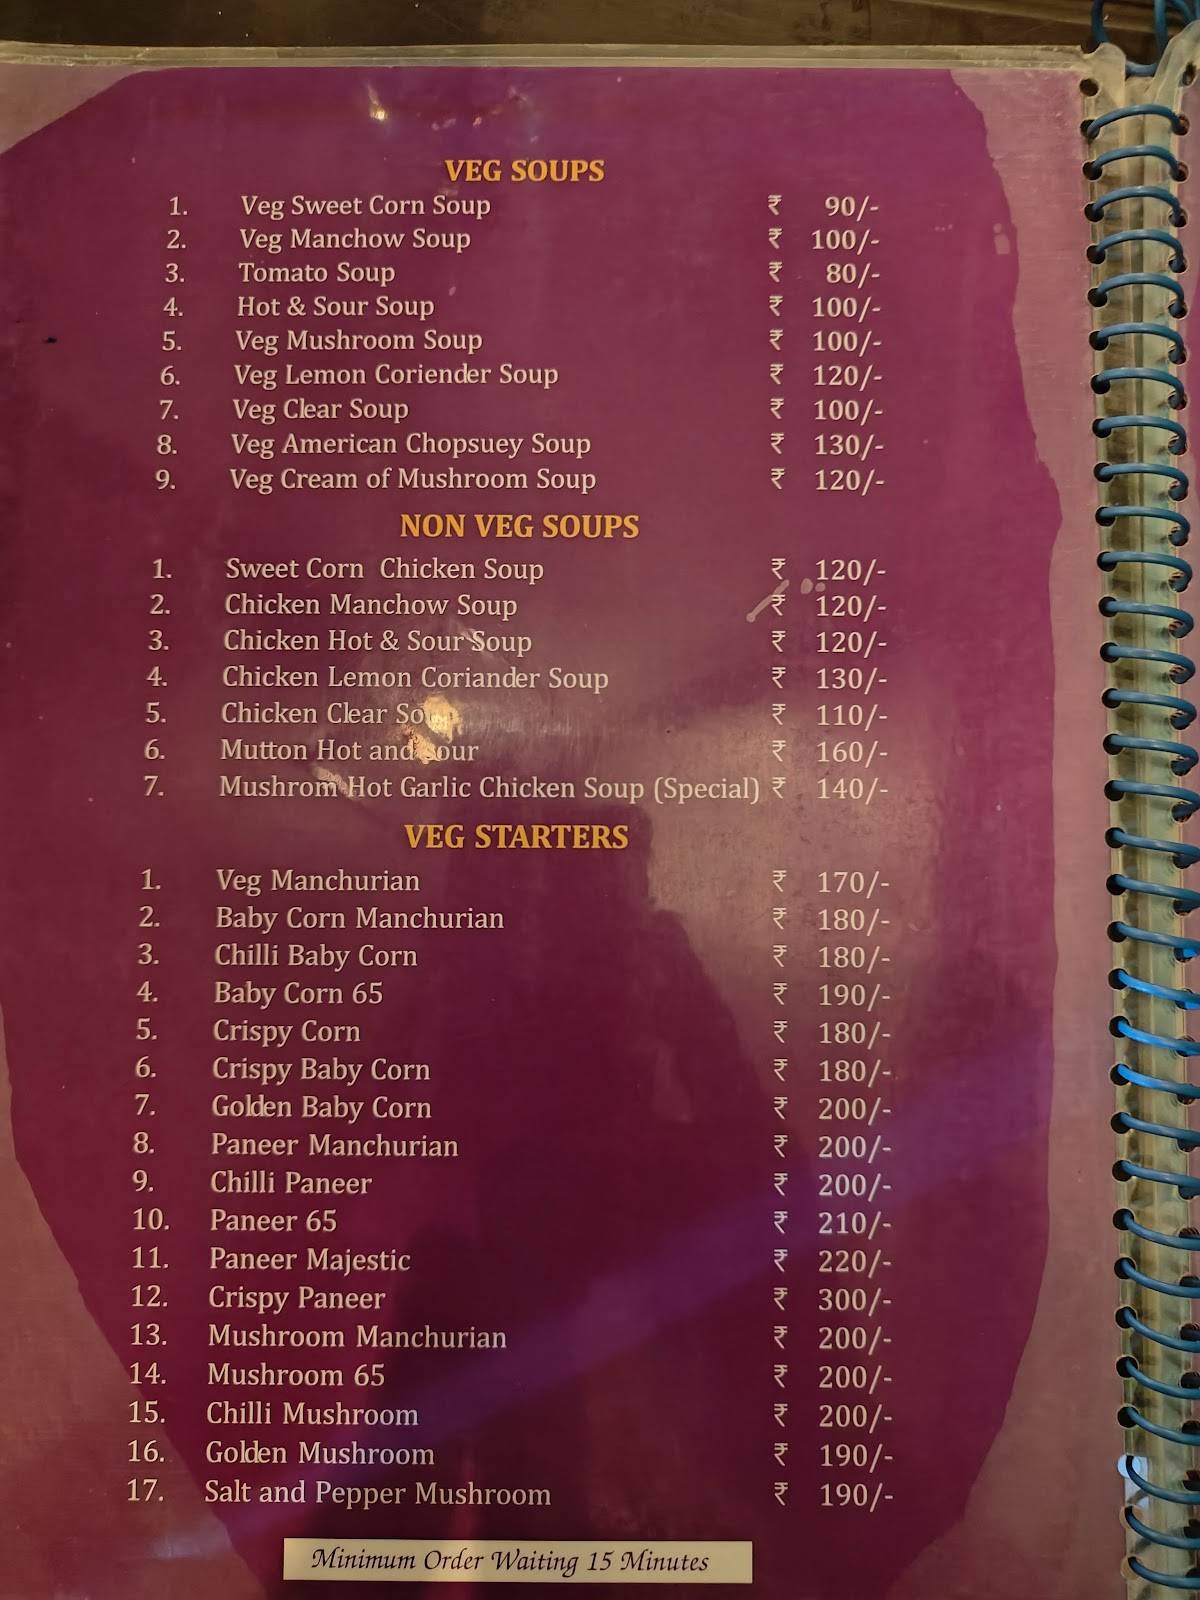 VEG SOUPS
1. Veg Sweet Corn Soup ₹ 90/-
2. Veg Manchow Soup ₹ 100/-
3. Tomato Soup ₹ 80/-
4. Hot & Sour Soup ₹ 100/-
5. Veg Mushroom Soup ₹ 100/-
6. Veg Lemon Coriender Soup ₹ 120/-
7. Veg Clear Soup ₹ 100/-
8. Veg American Chopsuey Soup ₹ 130/-
9. Veg Cream of Mushroom Soup ₹ 120/-
NON VEG SOUPS
1. Sweet Corn Chicken Soup ₹ 120/-
2. Chicken Manchow Soup ₹ 120/-
3. Chicken Hot & Sour Soup ₹ 120/-
4. Chicken Lemon Coriander Soup ₹ 130/-
5. Chicken Clear Soup ₹ 110/-
6. Mutton Hot and Sour ₹ 160/-
7. Mushrom Hot Garlic Chicken Soup (Special) ₹ 140/-
VEG STARTERS
1. Veg Manchurian ₹ 170/-
2. Baby Corn Manchurian ₹ 180/-
3. Chilli Baby Corn ₹ 180/-
4. Baby Corn 65 ₹ 190/-
5. Crispy Corn ₹ 180/-
6. Crispy Baby Corn ₹ 180/-
7. Golden Baby Corn ₹ 200/-
8. Paneer Manchurian ₹ 200/-
9. Chilli Paneer ₹ 200/-
10. Paneer 65 ₹ 210/-
11. Paneer Majestic ₹ 220/-
12. Crispy Paneer ₹ 300/-
13. Mushroom Manchurian ₹ 200/-
14. Mushroom 65 ₹ 200/-
15. Chilli Mushroom ₹ 200/-
16. Golden Mushroom ₹ 190/-
17. Salt and Pepper Mushroom ₹ 190/-
Minimum Order Waiting 15 Minutes